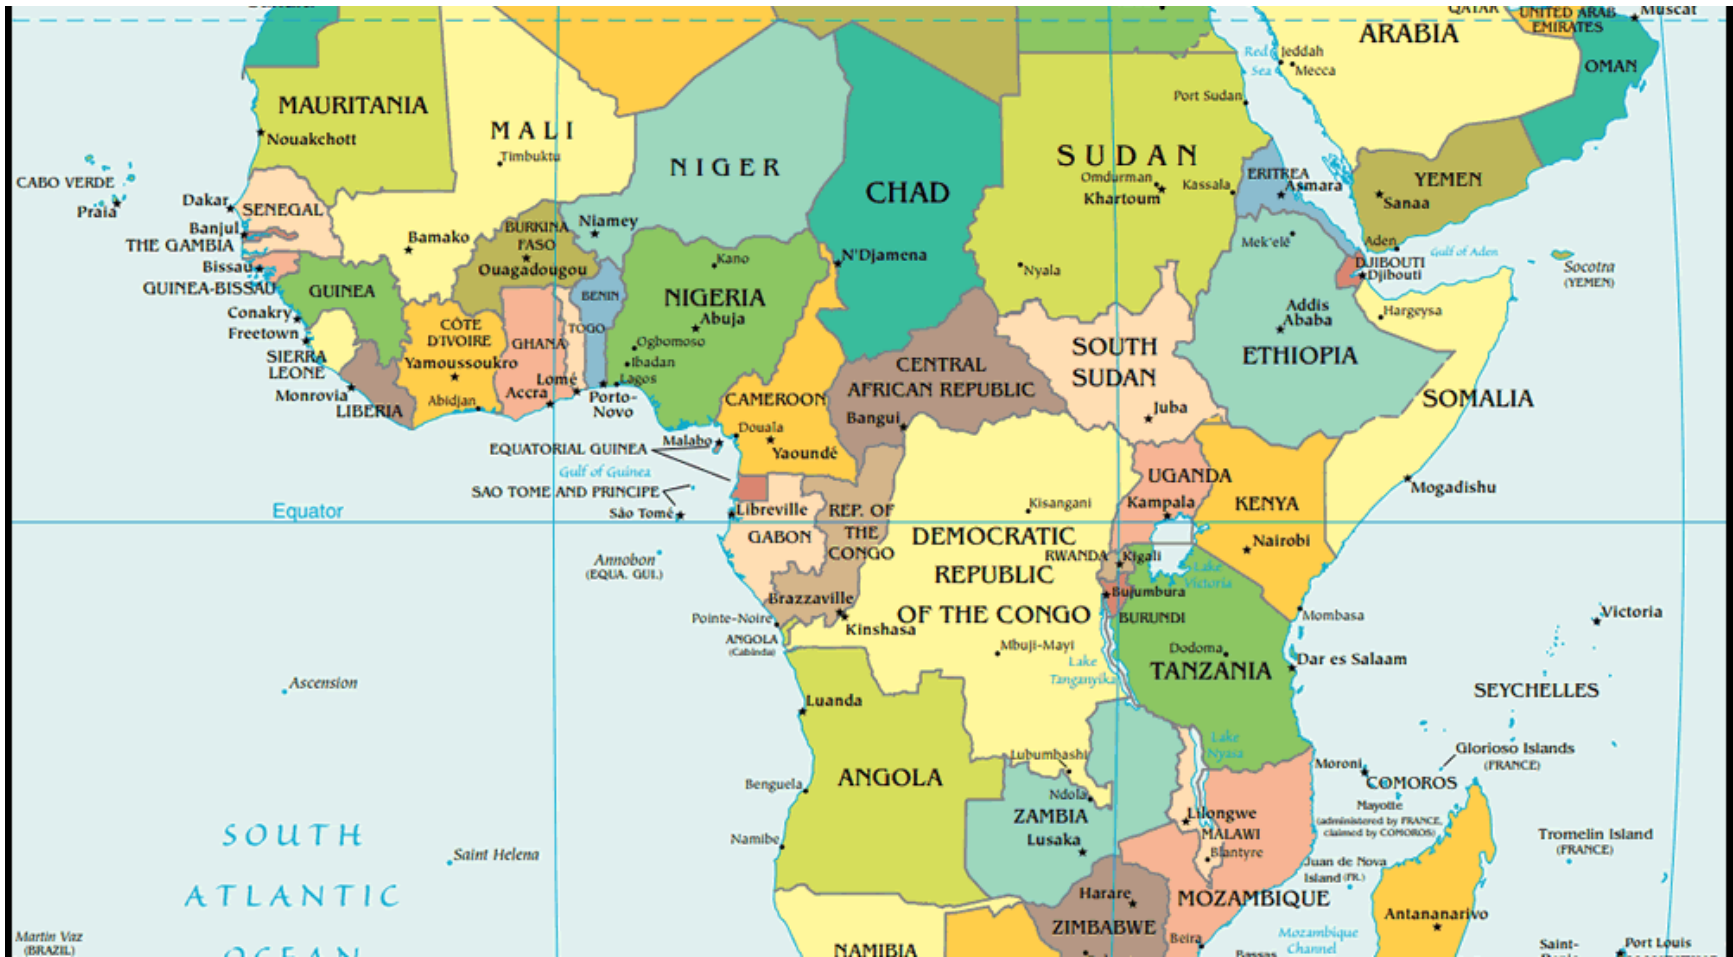 QATAR
UNITED ARAB
EMIRATES
Muscat
ARABIA
OMAN
Red
Sea
Jeddah
Mecca
Port Sudan
MAURITANIA
Nouakchott
MALI
Timbuktu
NIGER
CHAD
SUDAN
Omdurman
Khartoum
Kassala
ERITREA
Asmara
YEMEN
Sanaa
CABO VERDE
Praia
Dakar
SENEGAL
Banjul
THE GAMBIA
Bissau
GUINEA-BISSAU
Bamako
BURKINA
FASO
Ouagadougou
Niamey
Kano
N'Djamena
Nyala
Mek'elē
Aden
Gulf of Aden
DJIBOUTI
Djibouti
Socotra
(YEMEN)
GUINEA
Conakry
Freetown
SIERRA
LEONE
Monrovia
LIBERIA
CÔTE
D'IVOIRE
Yamoussoukro
Abidjan
GHANA
Accra
BENIN
TOGO
Lomé
Porto-
Novo
NIGERIA
Abuja
Ogbomoso
Ibadan
Lagos
Addis
Ababa
Hargeysa
ETHIOPIA
SOUTH
SUDAN
Juba
CENTRAL
AFRICAN REPUBLIC
Bangui
CAMEROON
Douala
Yaoundé
SOMALIA
Mogadishu
EQUATORIAL GUINEA
Malabo
Gulf of Guinea
SAO TOME AND PRINCIPE
São Tomé
Equator
Libreville
GABON
REP. OF
THE
CONGO
Annobon
(EQUA. GUI.)
Kisangani
DEMOCRATIC
REPUBLIC
OF THE CONGO
UGANDA
Kampala
KENYA
Nairobi
RWANDA
Kigali
Lake
Victoria
Bujumbura
BURUNDI
Mombasa
Brazzaville
Pointe-Noire
ANGOLA
(Cabinda)
Kinshasa
Mbuji-Mayi
Lake
Tanganyika
Dodoma
TANZANIA
Dar es Salaam
Victoria
SEYCHELLES
Ascension
Luanda
ANGOLA
Benguela
Namibe
Lubumbashi
Ndola
ZAMBIA
Lusaka
Lake
Nyasa
Lilongwe
MALAWI
Blantyre
Moroni
COMOROS
Mayotte
(administered by FRANCE,
claimed by COMOROS)
Glorioso Islands
(FRANCE)
Tromelin Island
(FRANCE)
Juan de Nova
Island (FR.)
SOUTH
ATLANTIC
OCEAN
Saint Helena
Martin Vaz
(BRAZIL)
NAMIBIA
Harare
ZIMBABWE
MOZAMBIQUE
Beira
Mozambique
Channel
Bassas
Antananarivo
Saint-
Port Louis